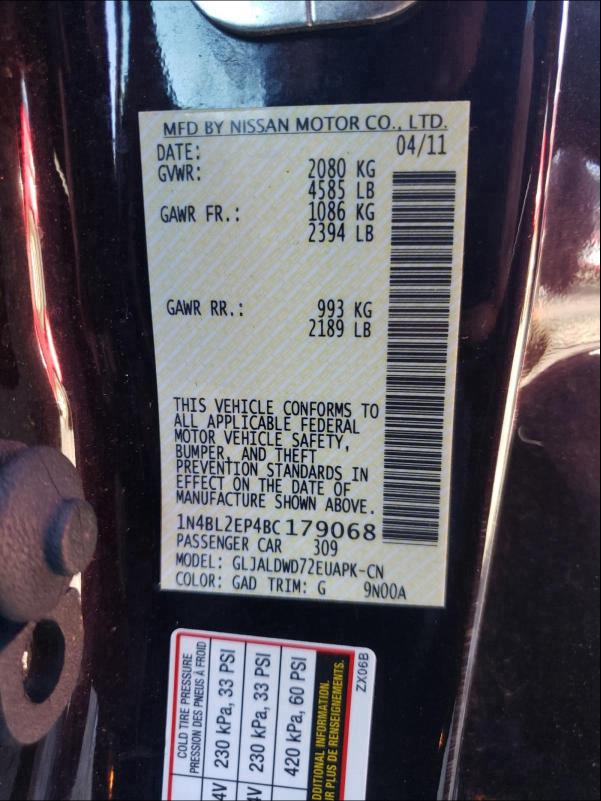 MFD BY NISSAN MOTOR CO., LTD.
DATE: 04/11
GVWR: 2080 KG
4585 LB
GAWR FR.: 1086 KG
2394 LB
GAWR RR.: 993 KG
2189 LB
THIS VEHICLE CONFORMS TO
ALL APPLICABLE FEDERAL
MOTOR VEHICLE SAFETY,
BUMPER, AND THEFT
PREVENTION STANDARDS IN
EFFECT ON THE DATE OF
MANUFACTURE SHOWN ABOVE.
1N4BL2EP4BC179068
PASSENGER CAR 309
MODEL: GLJALDWD72EUAPK-CN
COLOR: GAD TRIM: G 9N00A
COLD TIRE PRESSURE
PRESSION DES PNEUS À FROID
230 kPa, 33 PSI
230 kPa, 33 PSI
420 kPa, 60 PSI
INFORMATION.
PLUS DE RENSEIGNEMENTS.
ZX06B